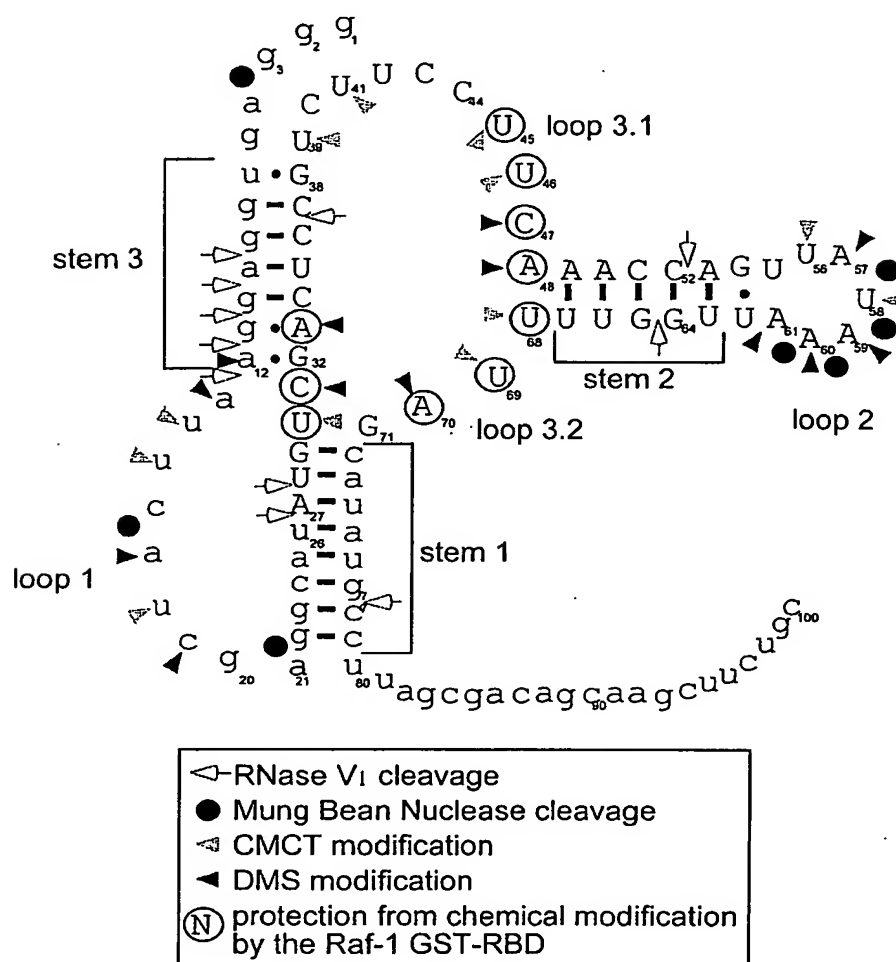 g1 g2 g3
a g u g g a g g a12
a u u c a u c g20
a21 g g c a u26 A27 U G U C G32 A C U C C G38 U39 C U41 U C C44
U45 U46 C47 A48 A A C C52 A G U U56 A57 U58
A59 A60 A61 U U G64 G U U U68
U69 A70 G71
c a u a u g7 c c u80
uagcgacagc90aagcuucugc100
loop 3.1
stem 3
stem 2
loop 2
loop 3.2
stem 1
loop 1
RNase V1 cleavage
Mung Bean Nuclease cleavage
CMCT modification
DMS modification
N protection from chemical modification
by the Raf-1 GST-RBD